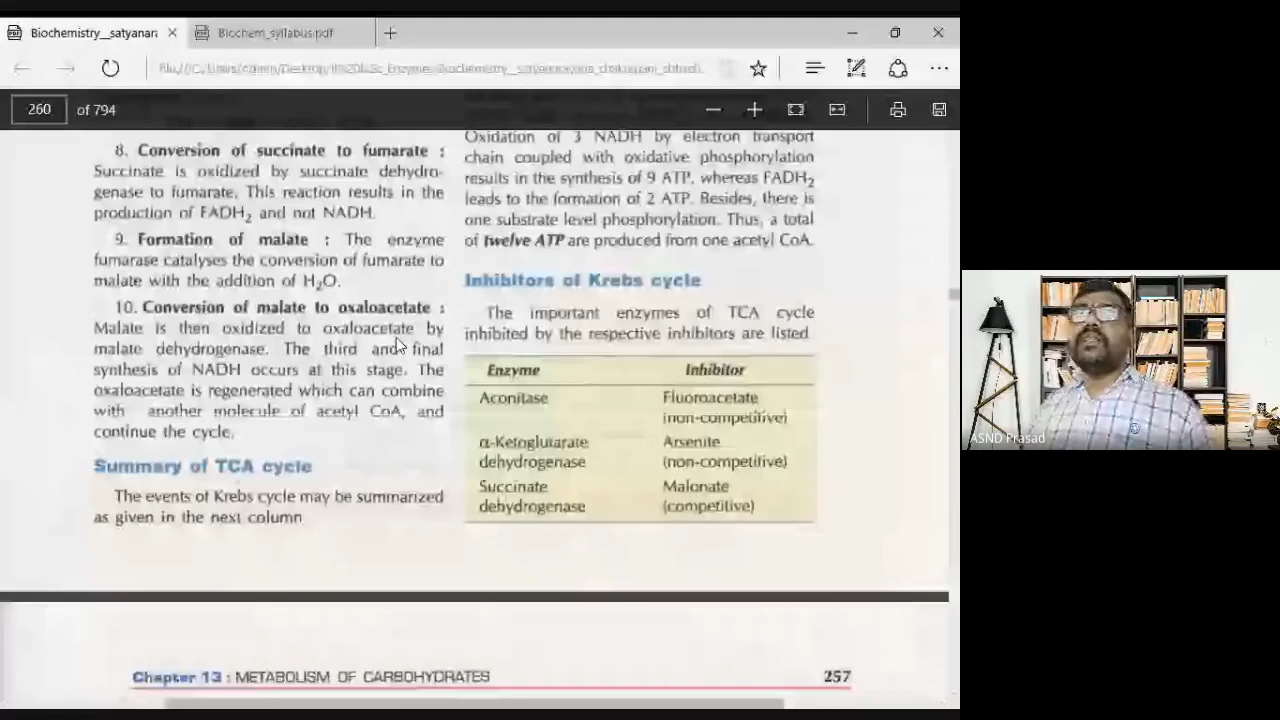 Biochemistry__satyanara
Biochem_syllabus.pdf
260 of 794
8. Conversion of succinate to fumarate :
Succinate is oxidized by succinate dehydro-
genase to fumarate. This reaction results in the
production of FADH2 and not NADH.
9. Formation of malate : The enzyme
fumarase catalyses the conversion of fumarate to
malate with the addition of H2O.
10. Conversion of malate to oxaloacetate :
Malate is then oxidized to oxaloacetate by
malate dehydrogenase. The third and final
synthesis of NADH occurs at this stage. The
oxaloacetate is regenerated which can combine
with another molecule of acetyl CoA, and
continue the cycle.
Summary of TCA cycle
The events of Krebs cycle may be summarized
as given in the next column
Oxidation of 3 NADH by electron transport
chain coupled with oxidative phosphorylation
results in the synthesis of 9 ATP, whereas FADH2
leads to the formation of 2 ATP. Besides, there is
one substrate level phosphorylation. Thus, a total
of twelve ATP are produced from one acetyl CoA.
Inhibitors of Krebs cycle
The important enzymes of TCA cycle
inhibited by the respective inhibitors are listed
Enzyme Inhibitor
Aconitase Fluoroacetate
(non-competitive)
α-Ketoglutarate Arsenite
dehydrogenase (non-competitive)
Succinate Malonate
dehydrogenase (competitive)
Chapter 13 : METABOLISM OF CARBOHYDRATES 257
ASND Prasad